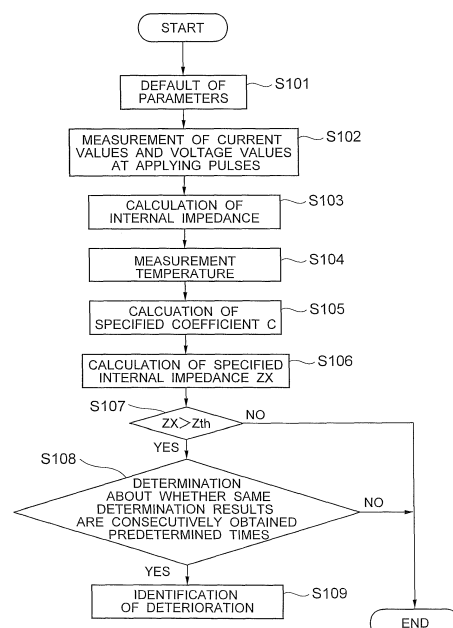 START
DEFAULT OF
PARAMETERS
S101
MEASUREMENT OF CURRENT
VALUES AND VOLTAGE VALUES
AT APPLYING PULSES
S102
CALCULATION OF
INTERNAL IMPEDANCE
S103
MEASUREMENT
TEMPERATURE
S104
CALCUATION OF
SPECIFIED COEFFICIENT C
S105
CALCULATION OF SPECIFIED
INTERNAL IMPEDANCE ZX
S106
S107
ZX>Zth
NO
YES
S108
DETERMINATION
ABOUT WHETHER SAME
DETERMINATION RESULTS
ARE CONSECUTIVELY OBTAINED
PREDETERMINED TIMES
NO
YES
IDENTIFICATION
OF DETERIORATION
S109
END